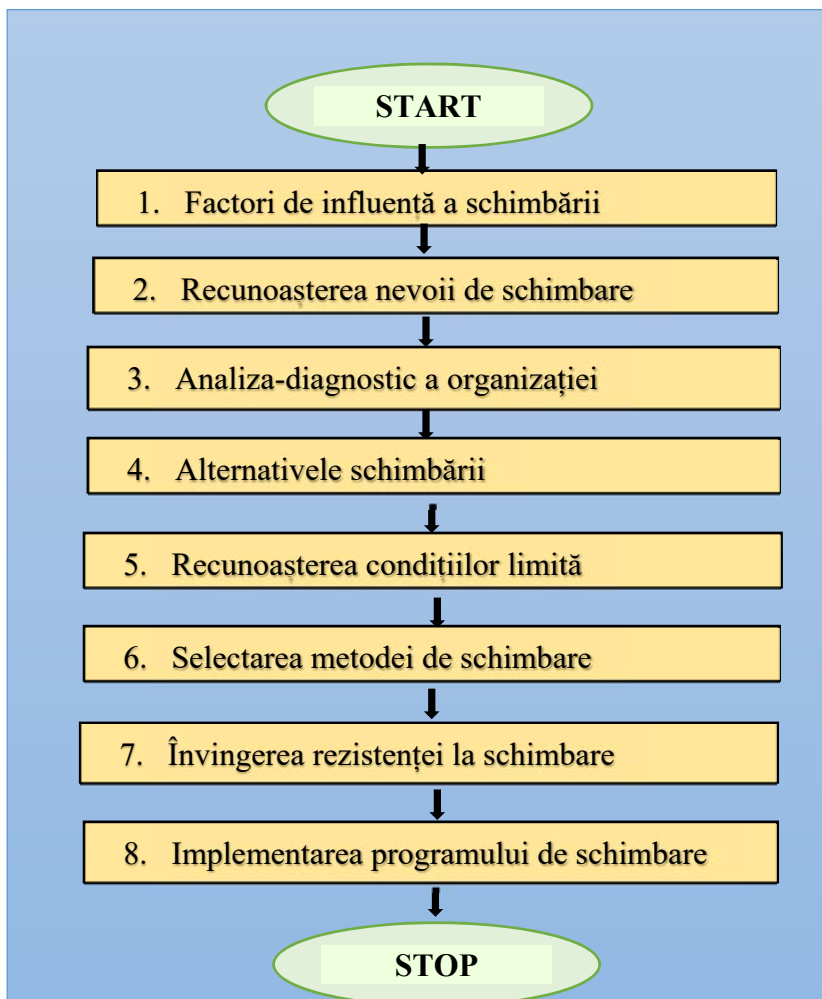 START
1. Factori de influență a schimbării
2. Recunoașterea nevoii de schimbare
3. Analiza-diagnostic a organizației
4. Alternativele schimbării
5. Recunoașterea condițiilor limită
6. Selectarea metodei de schimbare
7. Învingerea rezistenței la schimbare
8. Implementarea programului de schimbare
STOP